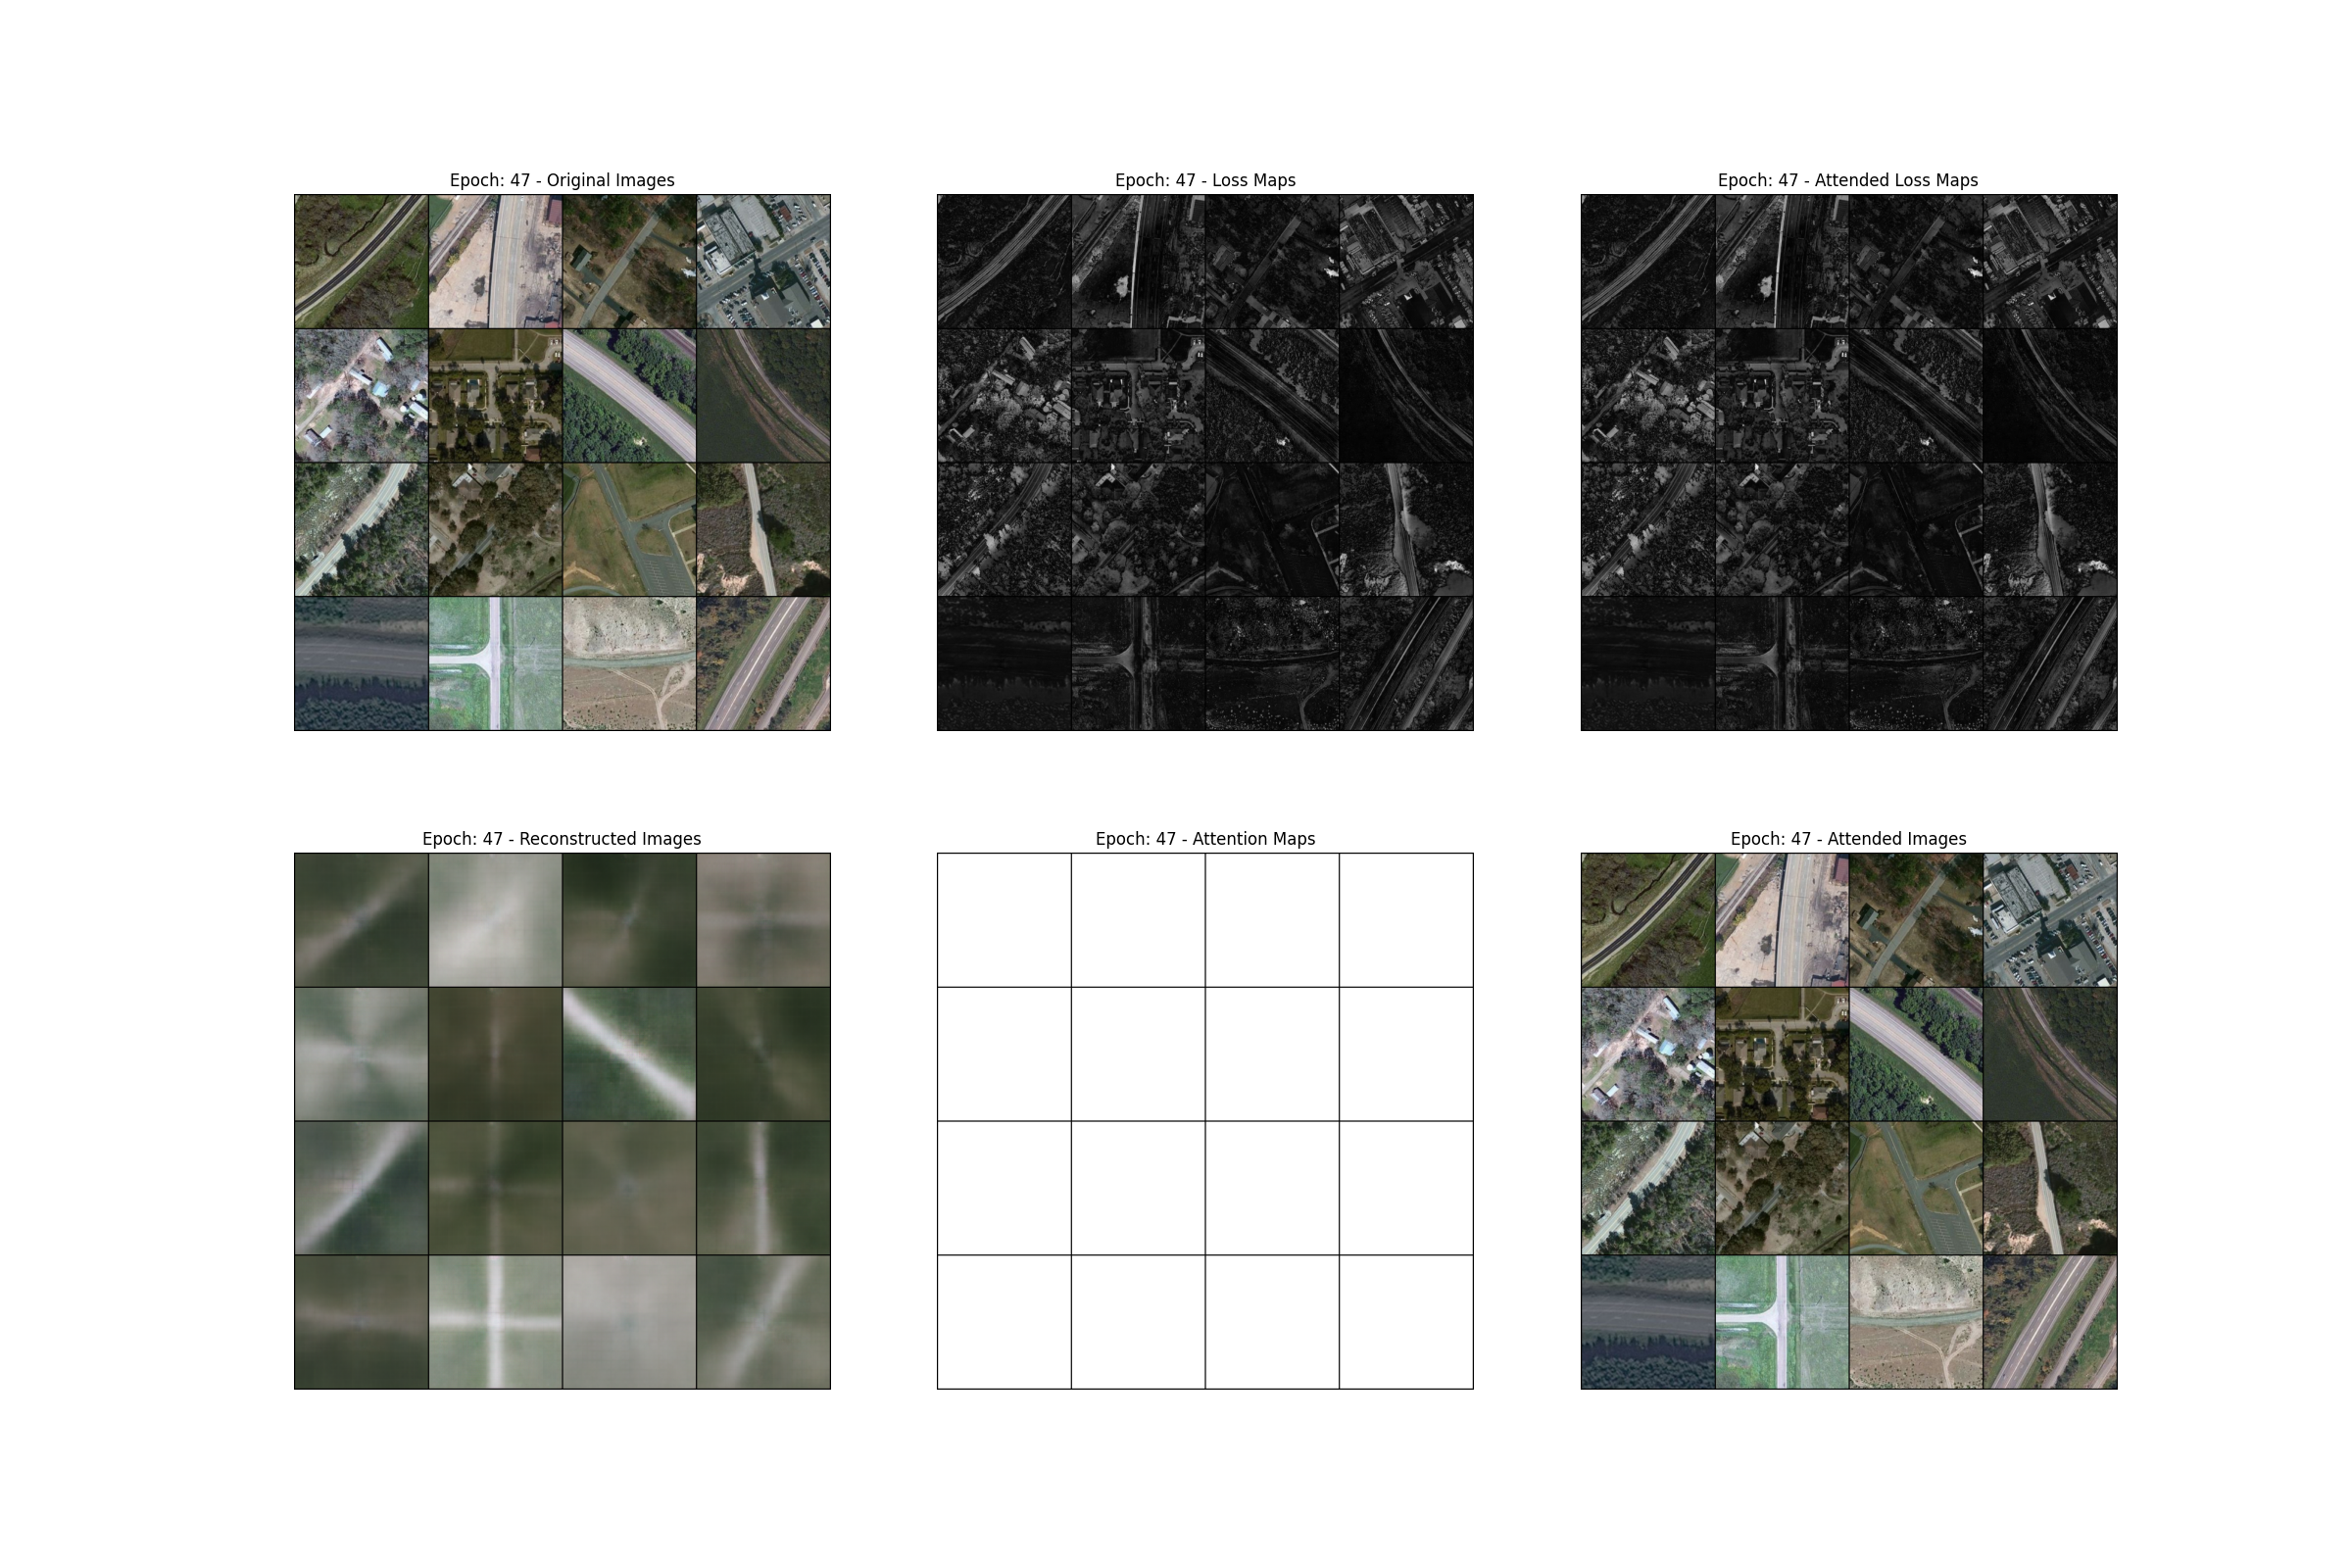 Epoch: 47 - Original Images
Epoch: 47 - Loss Maps
Epoch: 47 - Attended Loss Maps
Epoch: 47 - Reconstructed Images
Epoch: 47 - Attention Maps
Epoch: 47 - Attended Images